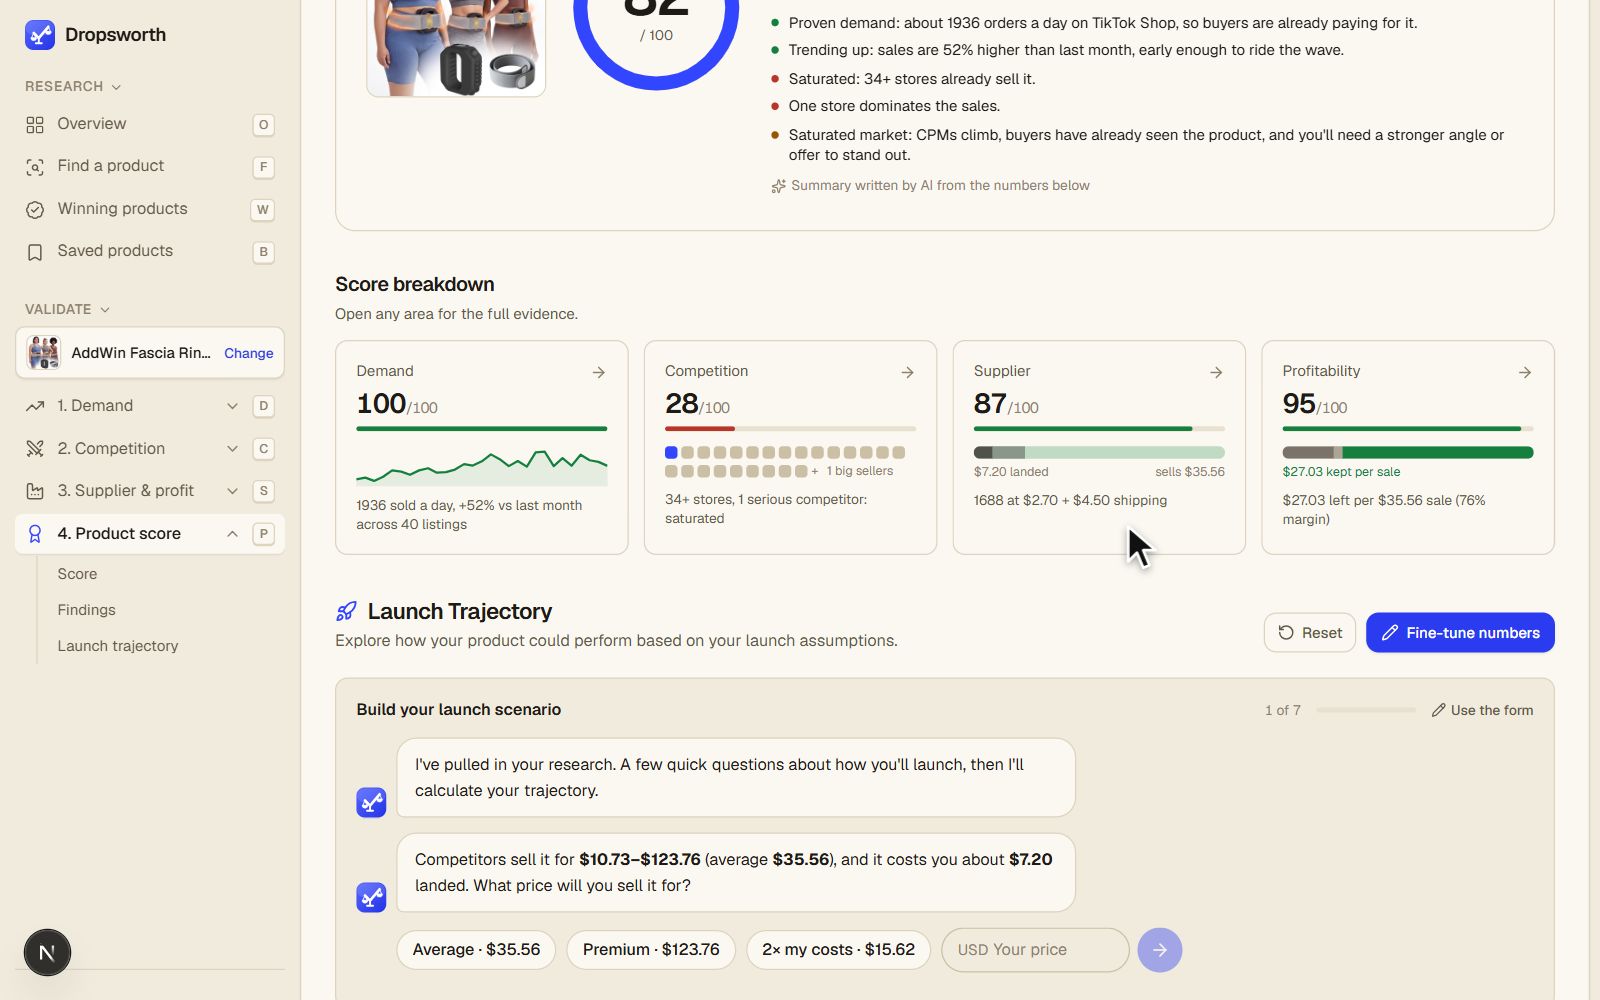 Dropsworth
RESEARCH
Overview
O
Find a product
F
Winning products
W
Saved products
B
VALIDATE
AddWin Fascia Rin...
Change
1. Demand
D
2. Competition
C
3. Supplier & profit
S
4. Product score
P
Score
Findings
Launch trajectory
N
82
/ 100
Proven demand: about 1936 orders a day on TikTok Shop, so buyers are already paying for it.
Trending up: sales are 52% higher than last month, early enough to ride the wave.
Saturated: 34+ stores already sell it.
One store dominates the sales.
Saturated market: CPMs climb, buyers have already seen the product, and you'll need a stronger angle or
offer to stand out.
Summary written by AI from the numbers below
Score breakdown
Open any area for the full evidence.
Demand
100/100
1936 sold a day, +52% vs last month
across 40 listings
Competition
28/100
+ 1 big sellers
34+ stores, 1 serious competitor:
saturated
Supplier
87/100
$7.20 landed
sells $35.56
1688 at $2.70 + $4.50 shipping
Profitability
95/100
$27.03 kept per sale
$27.03 left per $35.56 sale (76%
margin)
Launch Trajectory
Explore how your product could perform based on your launch assumptions.
Reset
Fine-tune numbers
Build your launch scenario
1 of 7
Use the form
I've pulled in your research. A few quick questions about how you'll launch, then I'll
calculate your trajectory.
Competitors sell it for $10.73–$123.76 (average $35.56), and it costs you about $7.20
landed. What price will you sell it for?
Average · $35.56
Premium · $123.76
2× my costs · $15.62
USD Your price